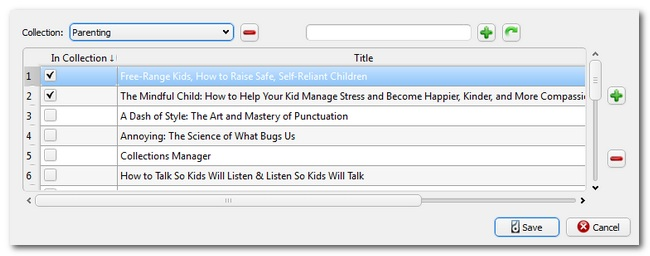 Collection: Parenting
In Collection Title
1 Free-Range Kids, How to Raise Safe, Self-Reliant Children
2 The Mindful Child: How to Help Your Kid Manage Stress and Become Happier, Kinder, and More Compassi
3 A Dash of Style: The Art and Mastery of Punctuation
4 Annoying: The Science of What Bugs Us
5 Collections Manager
6 How to Talk So Kids Will Listen & Listen So Kids Will Talk
Save Cancel